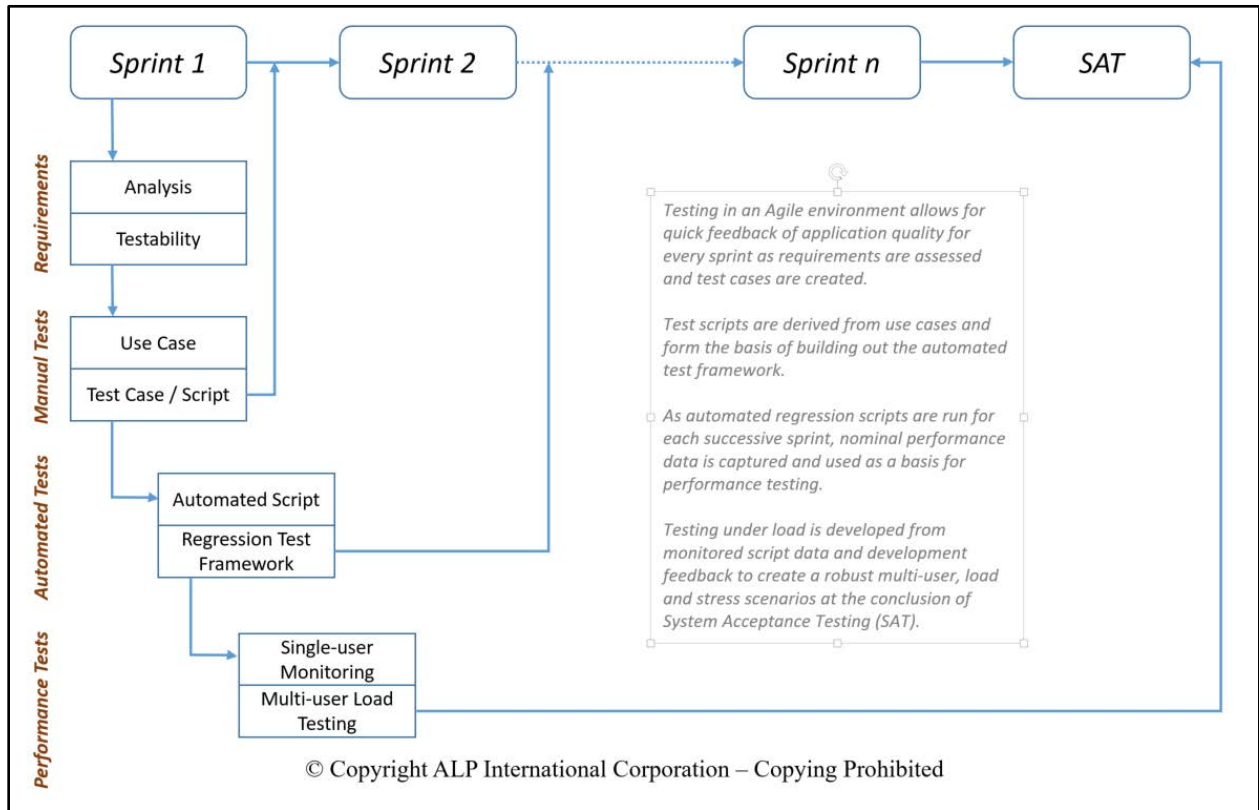 Sprint 1
Sprint 2
Sprint n
SAT
Requirements
Analysis
Testability
Manual Tests
Use Case
Test Case / Script
Automated Tests
Automated Script
Regression Test
Framework
Performance Tests
Single-user
Monitoring
Multi-user Load
Testing
Testing in an Agile environment allows for
quick feedback of application quality for
every sprint as requirements are assessed
and test cases are created.
Test scripts are derived from use cases and
form the basis of building out the automated
test framework.
As automated regression scripts are run for
each successive sprint, nominal performance
data is captured and used as a basis for
performance testing.
Testing under load is developed from
monitored script data and development
feedback to create a robust multi-user, load
and stress scenarios at the conclusion of
System Acceptance Testing (SAT).
© Copyright ALP International Corporation – Copying Prohibited